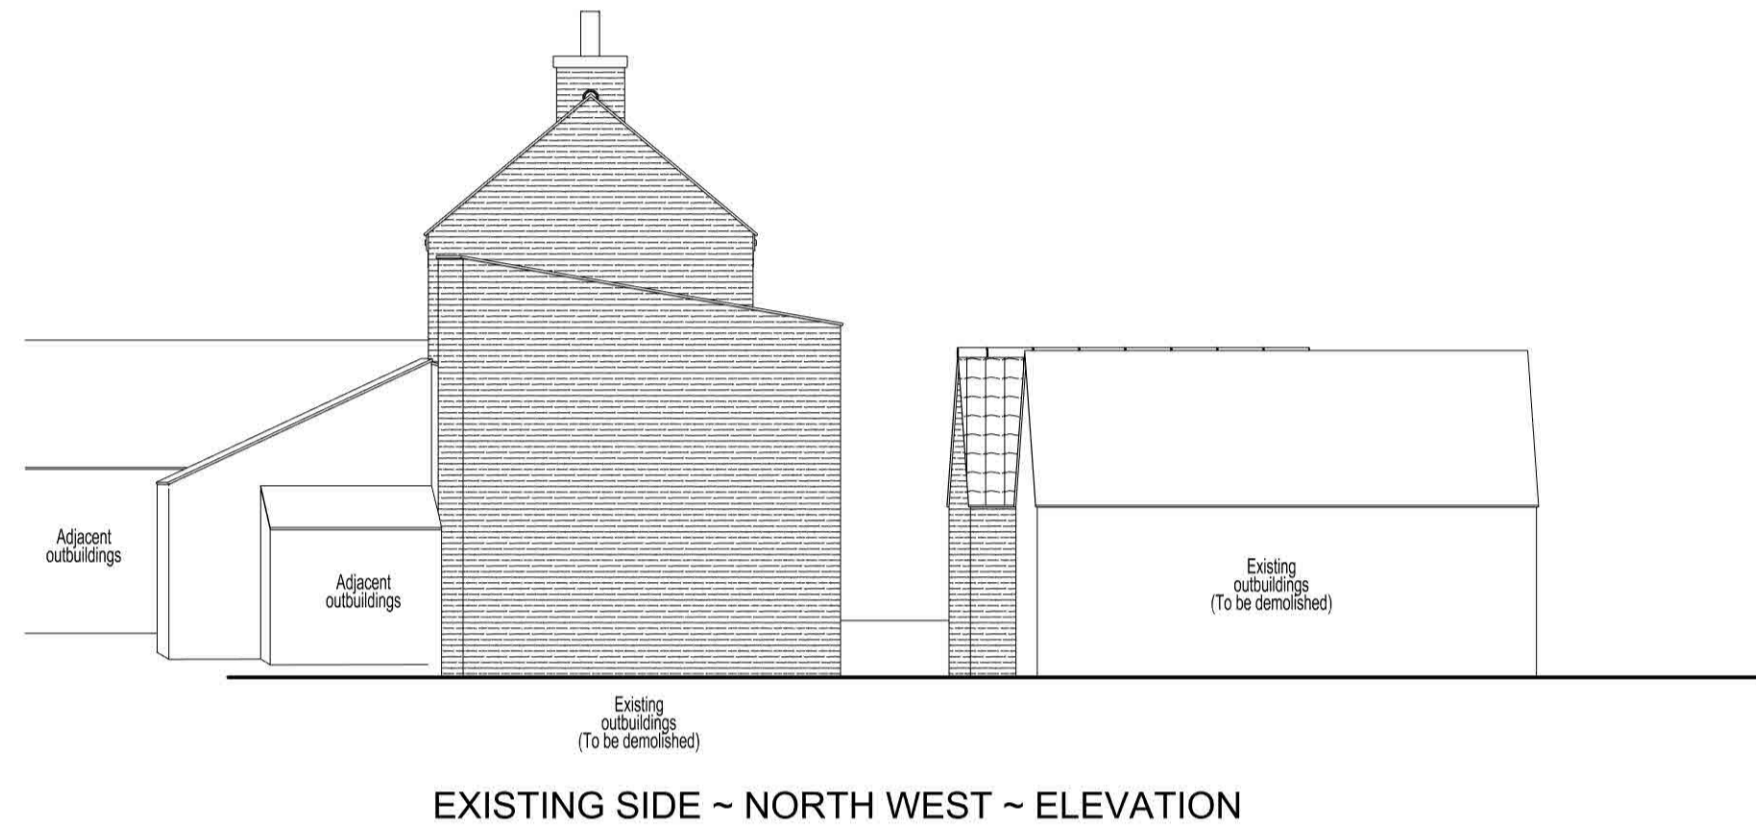 Adjacent
outbuildings
Adjacent
outbuildings
Existing
outbuildings
(To be demolished)
Existing
outbuildings
(To be demolished)
EXISTING SIDE ~ NORTH WEST ~ ELEVATION